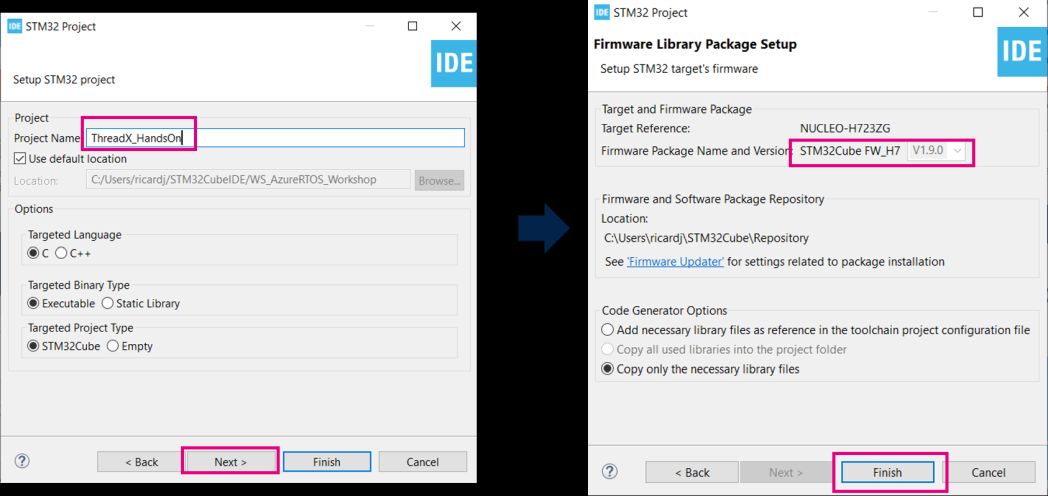 IDE STM32 Project
IDE
Setup STM32 project
Project
Project Name: ThreadX_HandsOn
Use default location
Location: C:/Users/ricardj/STM32CubeIDE/WS_AzureRTOS_Workshop Browse...
Options
Targeted Language
C C++
Targeted Binary Type
Executable Static Library
Targeted Project Type
STM32Cube Empty
? < Back Next > Finish Cancel
IDE STM32 Project
Firmware Library Package Setup
IDE
Setup STM32 target's firmware
Target and Firmware Package
Target Reference: NUCLEO-H723ZG
Firmware Package Name and Version: STM32Cube FW_H7 V1.9.0
Firmware and Software Package Repository
Location:
C:\Users\ricardj\STM32Cube\Repository
See 'Firmware Updater' for settings related to package installation
Code Generator Options
Add necessary library files as reference in the toolchain project configuration file
Copy all used libraries into the project folder
Copy only the necessary library files
? < Back Next > Finish Cancel